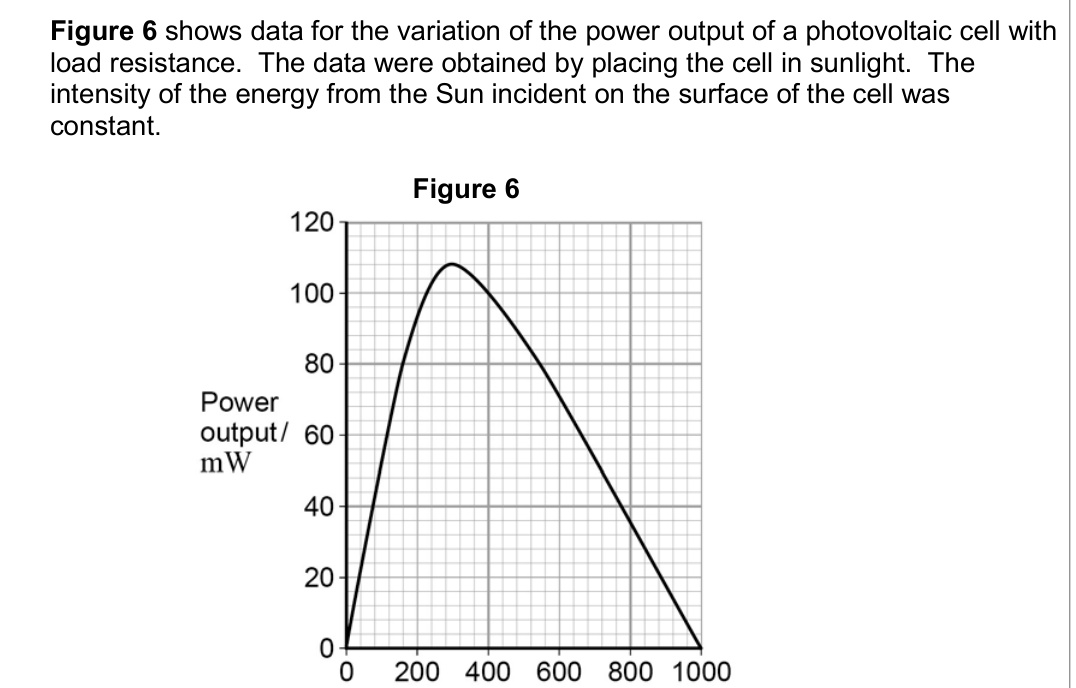 Figure 6 shows data for the variation of the power output of a photovoltaic cell with
load resistance.  The data were obtained by placing the cell in sunlight.  The
intensity of the energy from the Sun incident on the surface of the cell was
constant.
Figure 6
120
100
80
Power
output/ 60
mW
40
20
0
0 200 400 600 800 1000